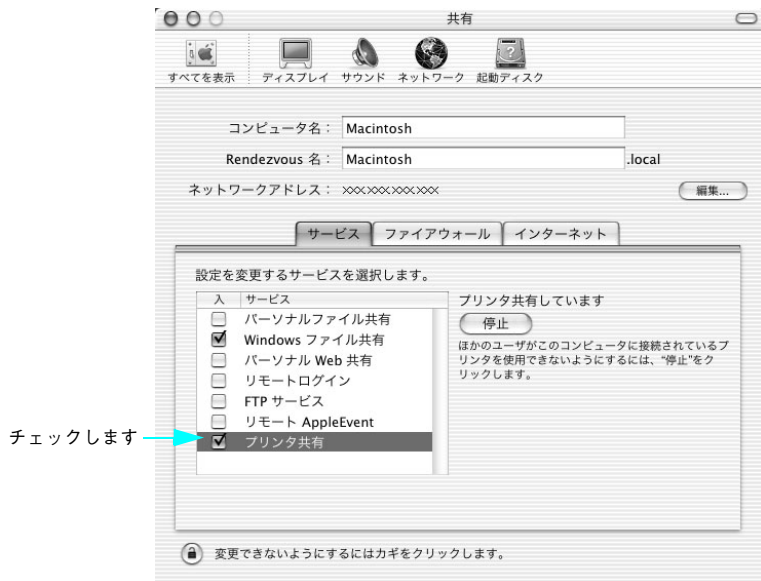 共有
すべてを表示 ディスプレイ サウンド ネットワーク 起動ディスク
コンピュータ名： Macintosh
Rendezvous 名： Macintosh .local
ネットワークアドレス： xxx.xxx.xxx.xxx 編集...
サービス ファイアウォール インターネット
設定を変更するサービスを選択します。
入 サービス
パーソナルファイル共有
Windows ファイル共有
パーソナル Web 共有
リモートログイン
FTP サービス
リモート AppleEvent
プリンタ共有
プリンタ共有しています
停止
ほかのユーザがこのコンピュータに接続されているプ
リンタを使用できないようにするには、“停止”をク
リックします。
チェックします
変更できないようにするにはカギをクリックします。